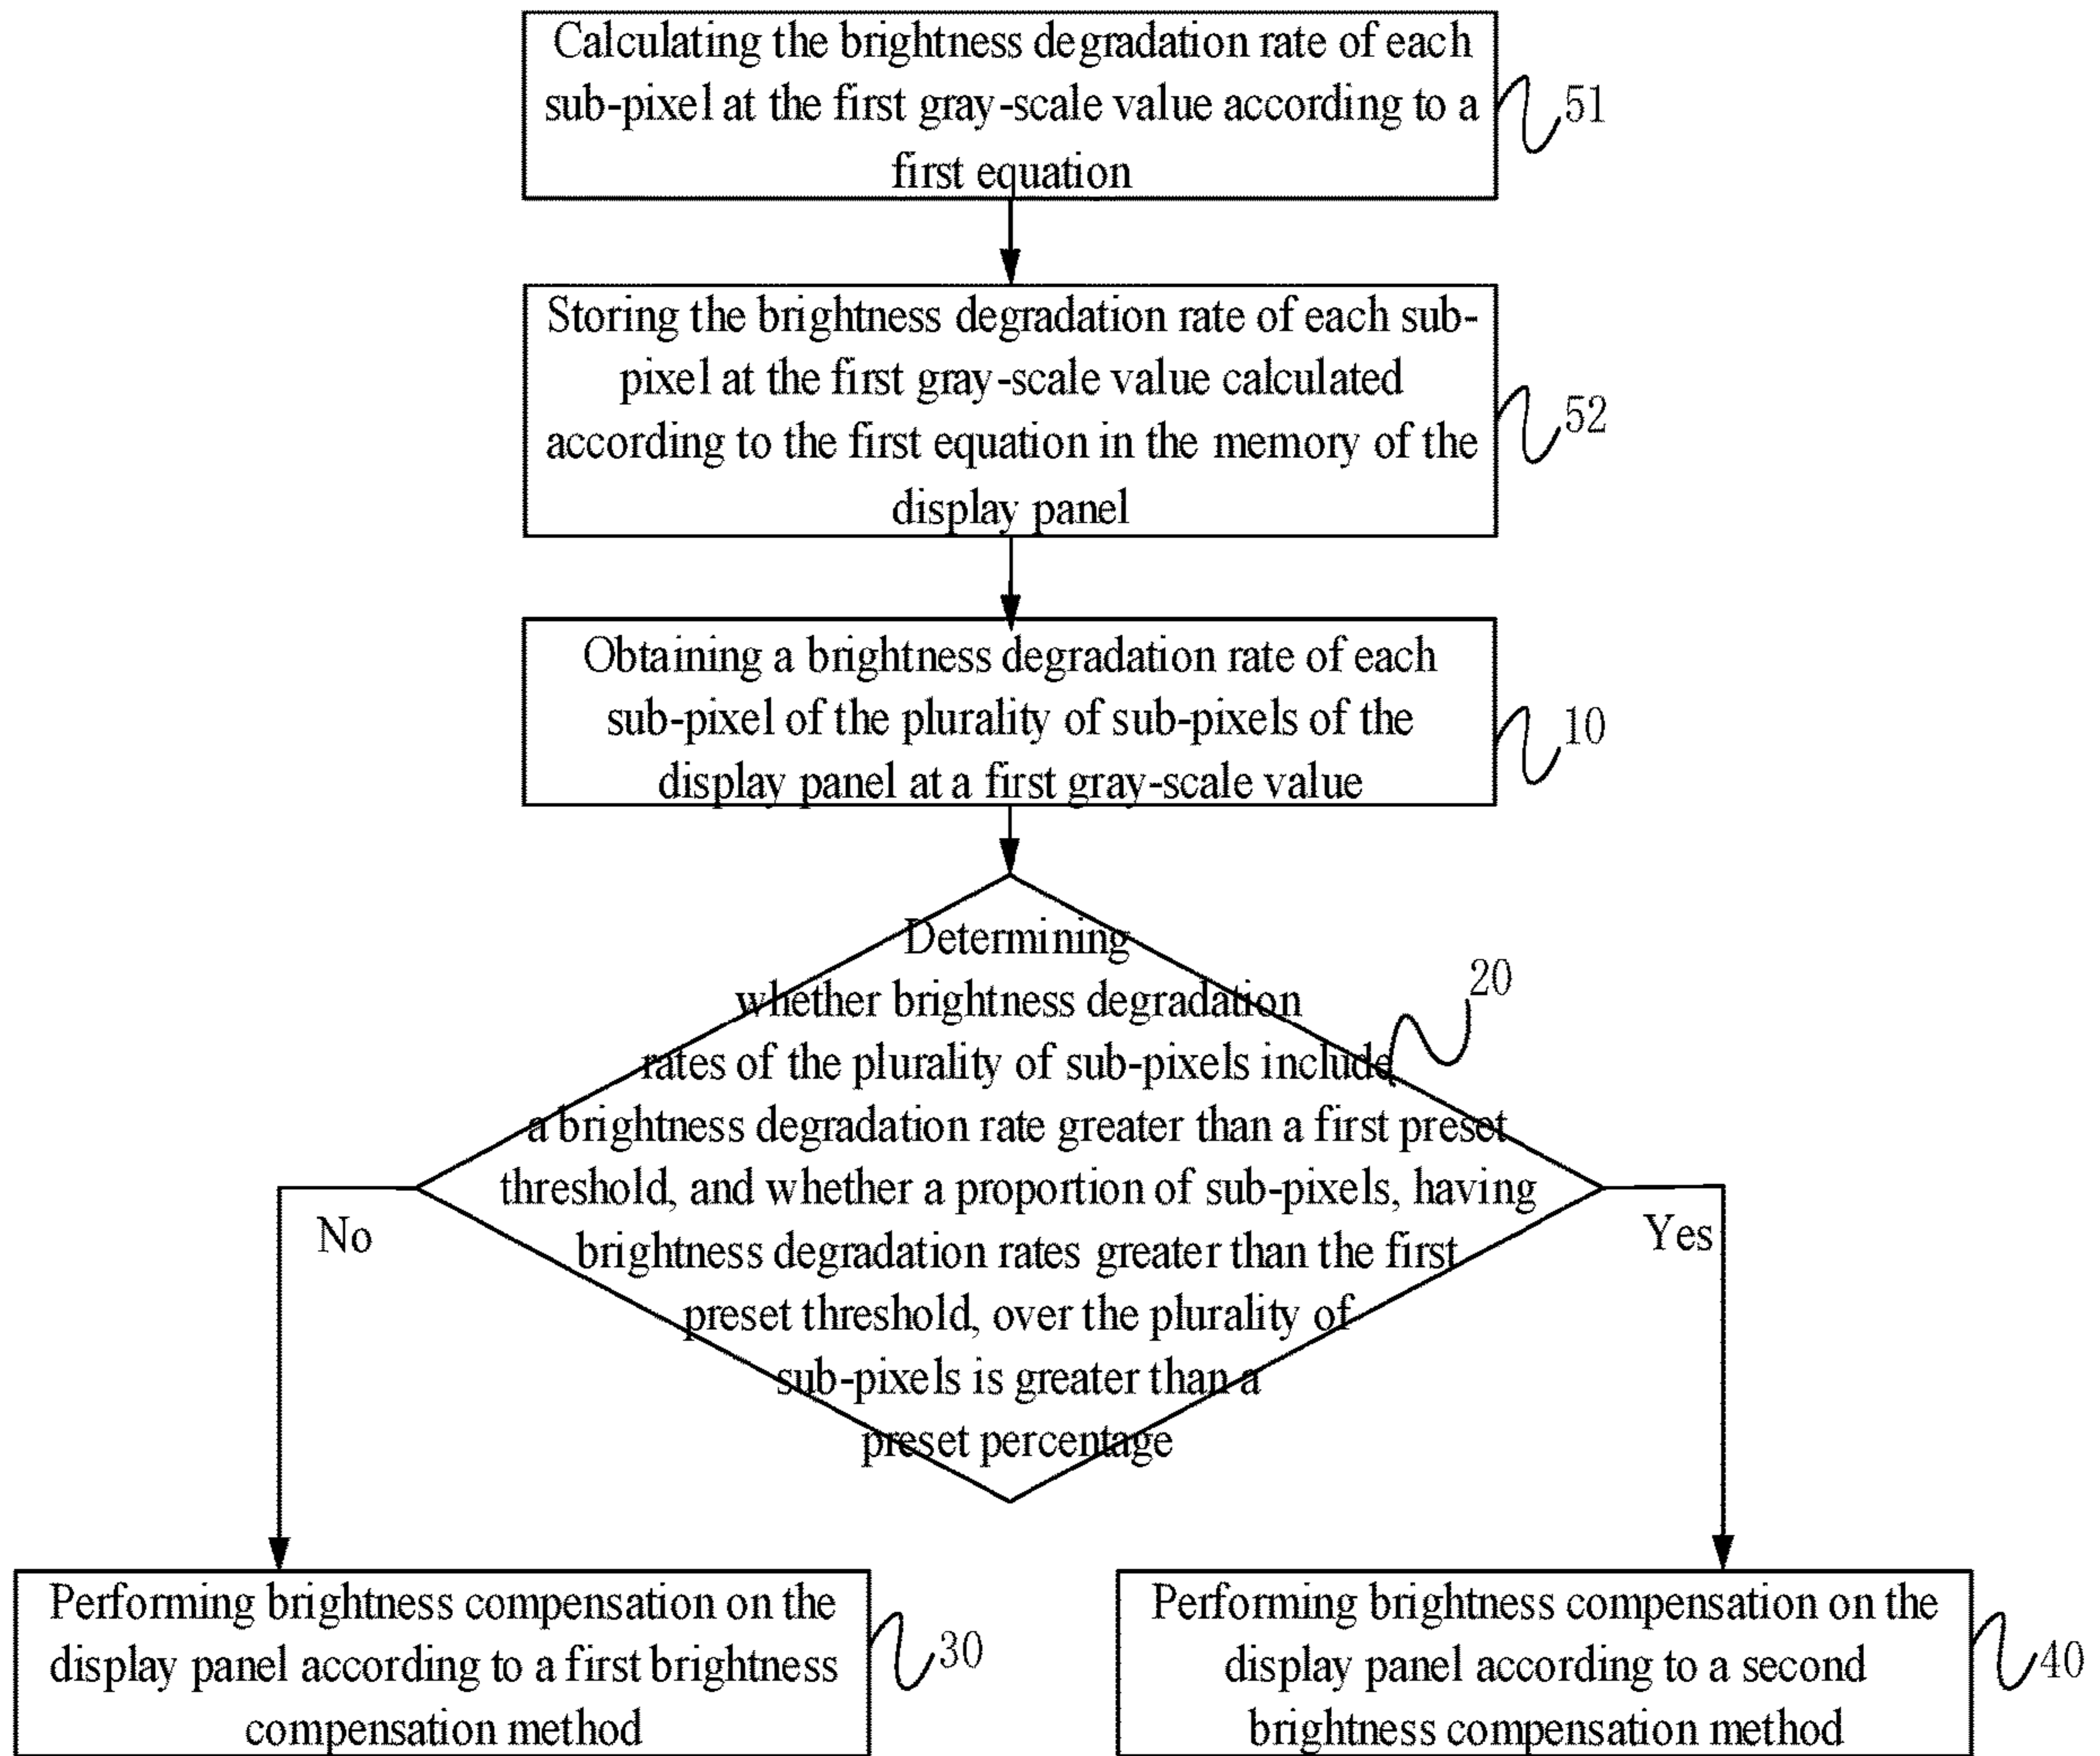 Calculating the brightness degradation rate of each
sub-pixel at the first gray-scale value according to a
first equation
51
Storing the brightness degradation rate of each sub-
pixel at the first gray-scale value calculated
according to the first equation in the memory of the
display panel
52
Obtaining a brightness degradation rate of each
sub-pixel of the plurality of sub-pixels of the
display panel at a first gray-scale value
10
Determining
whether brightness degradation
rates of the plurality of sub-pixels include
a brightness degradation rate greater than a first preset
threshold, and whether a proportion of sub-pixels, having
brightness degradation rates greater than the first
preset threshold, over the plurality of
sub-pixels is greater than a
preset percentage
20
No
Yes
Performing brightness compensation on the
display panel according to a first brightness
compensation method
30
Performing brightness compensation on the
display panel according to a second
brightness compensation method
40